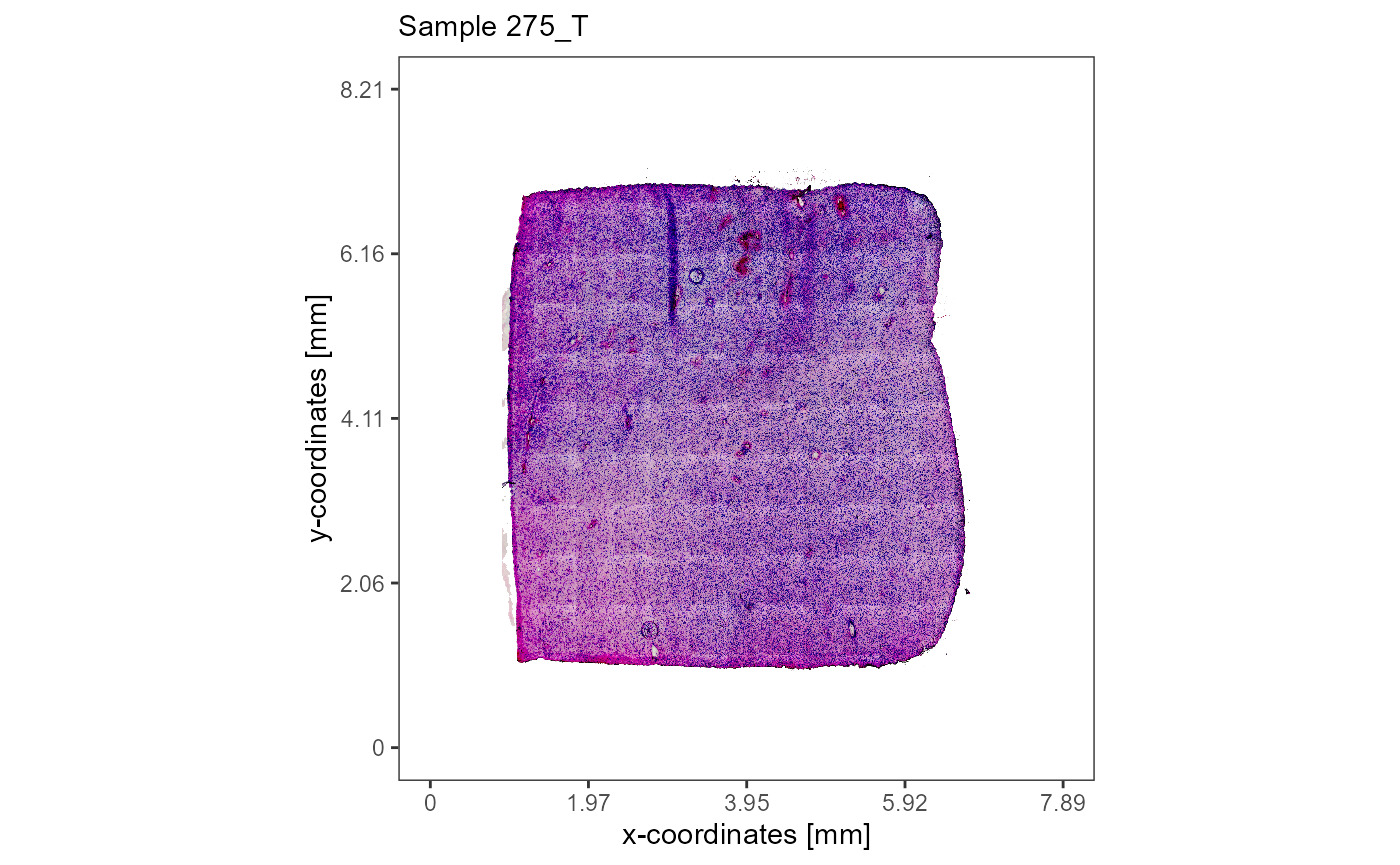 Sample 275_T
8.21
6.16
4.11
2.06
0
y-coordinates [mm]
0 1.97 3.95 5.92 7.89
x-coordinates [mm]